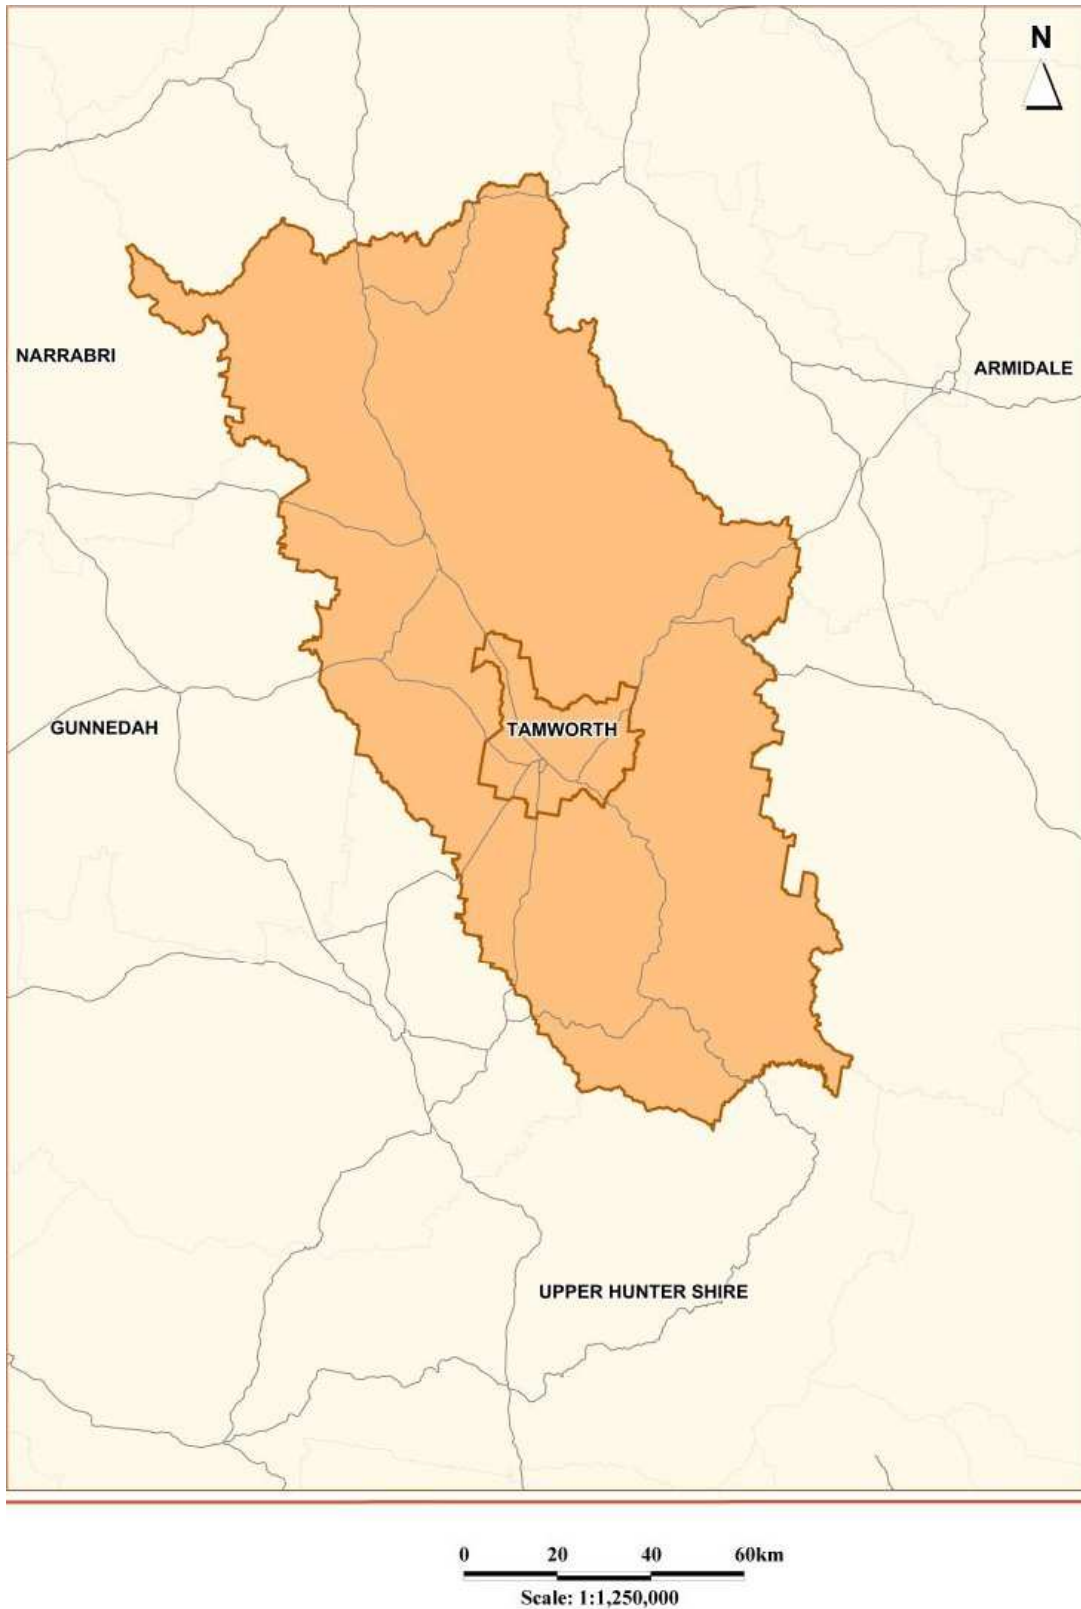 N
NARRABRI
ARMIDALE
GUNNEDAH
TAMWORTH
UPPER HUNTER SHIRE
0 20 40 60km
Scale: 1:1,250,000